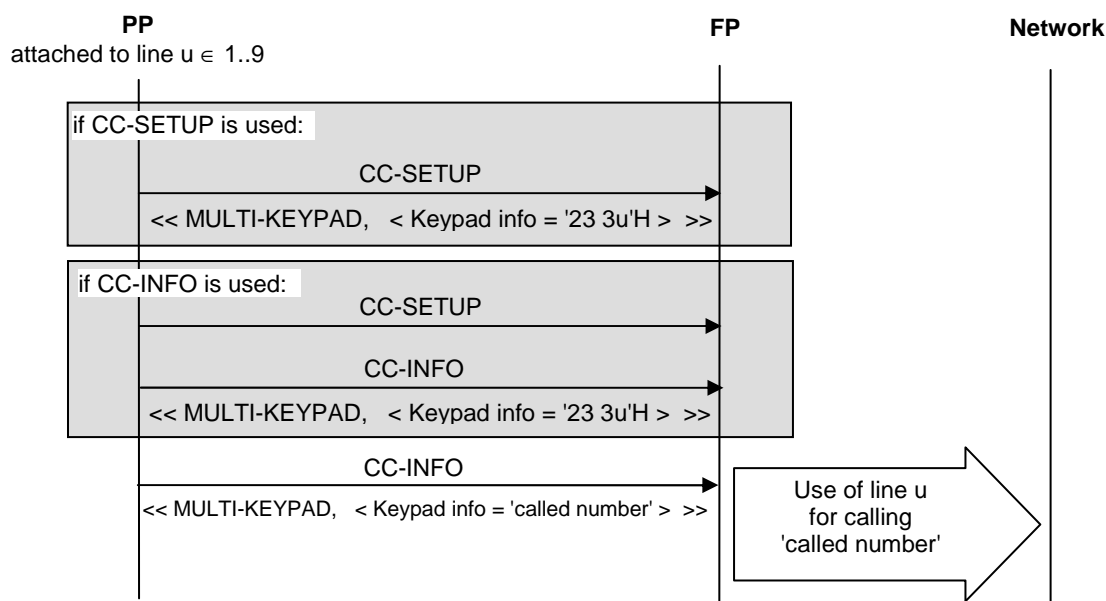 PP
attached to line u ∈ 1..9
FP
Network
if CC-SETUP is used:
CC-SETUP
<< MULTI-KEYPAD, < Keypad info = '23 3u'H > >>
if CC-INFO is used:
CC-SETUP
CC-INFO
<< MULTI-KEYPAD, < Keypad info = '23 3u'H > >>
CC-INFO
<< MULTI-KEYPAD, < Keypad info = 'called number' > >>
Use of line u
for calling
'called number'